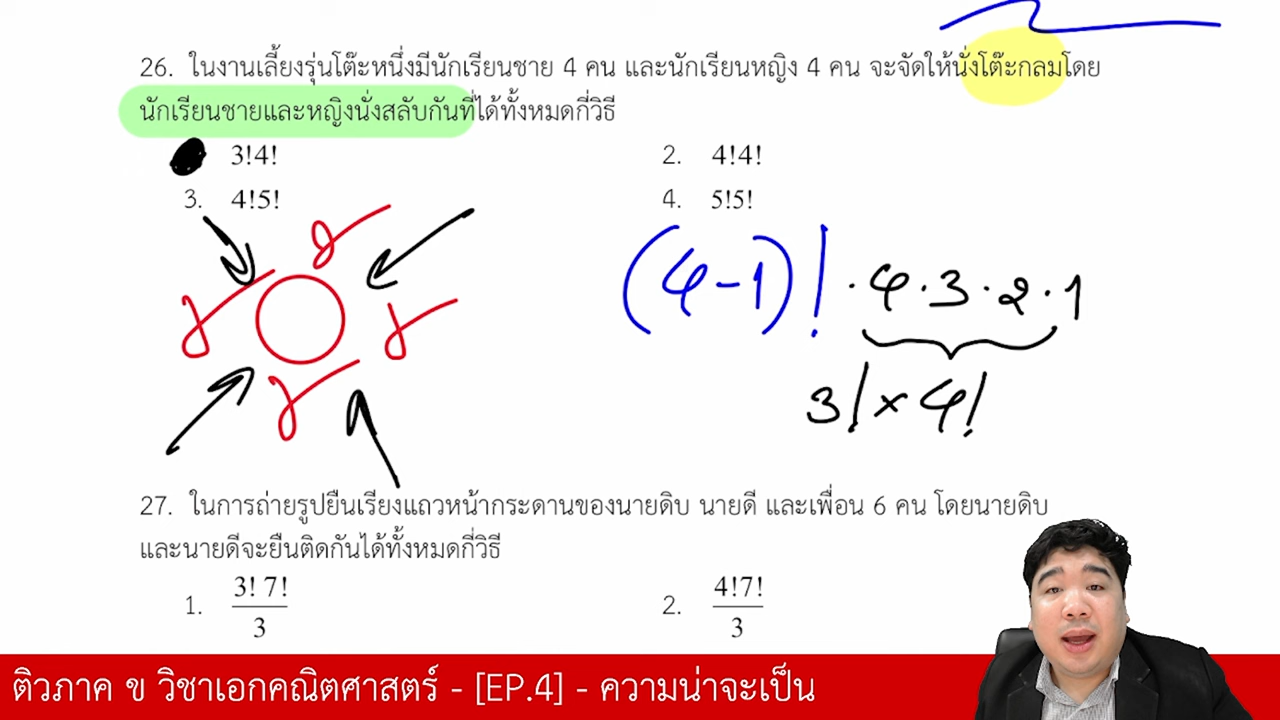 26. ในงานเลี้ยงรุ่นโต๊ะหนึ่งมีนักเรียนชาย 4 คน และนักเรียนหญิง 4 คน จะจัดให้นั่งโต๊ะกลมโดย
นักเรียนชายและหญิงนั่งสลับกันที่ได้ทั้งหมดกี่วิธี
3!4!
2. 4!4!
3. 4!5!
4. 5!5!
(4-1)! · 4 · 3 · 2 · 1
3! × 4!
27. ในการถ่ายรูปยืนเรียงแถวหน้ากระดานของนายดิบ นายดี และเพื่อน 6 คน โดยนายดิบ
และนายดีจะยืนติดกันได้ทั้งหมดกี่วิธี
1. 3! 7!
3
2. 4!7!
3
ติวภาค ข วิชาเอกคณิตศาสตร์ - [EP.4] - ความน่าจะเป็น